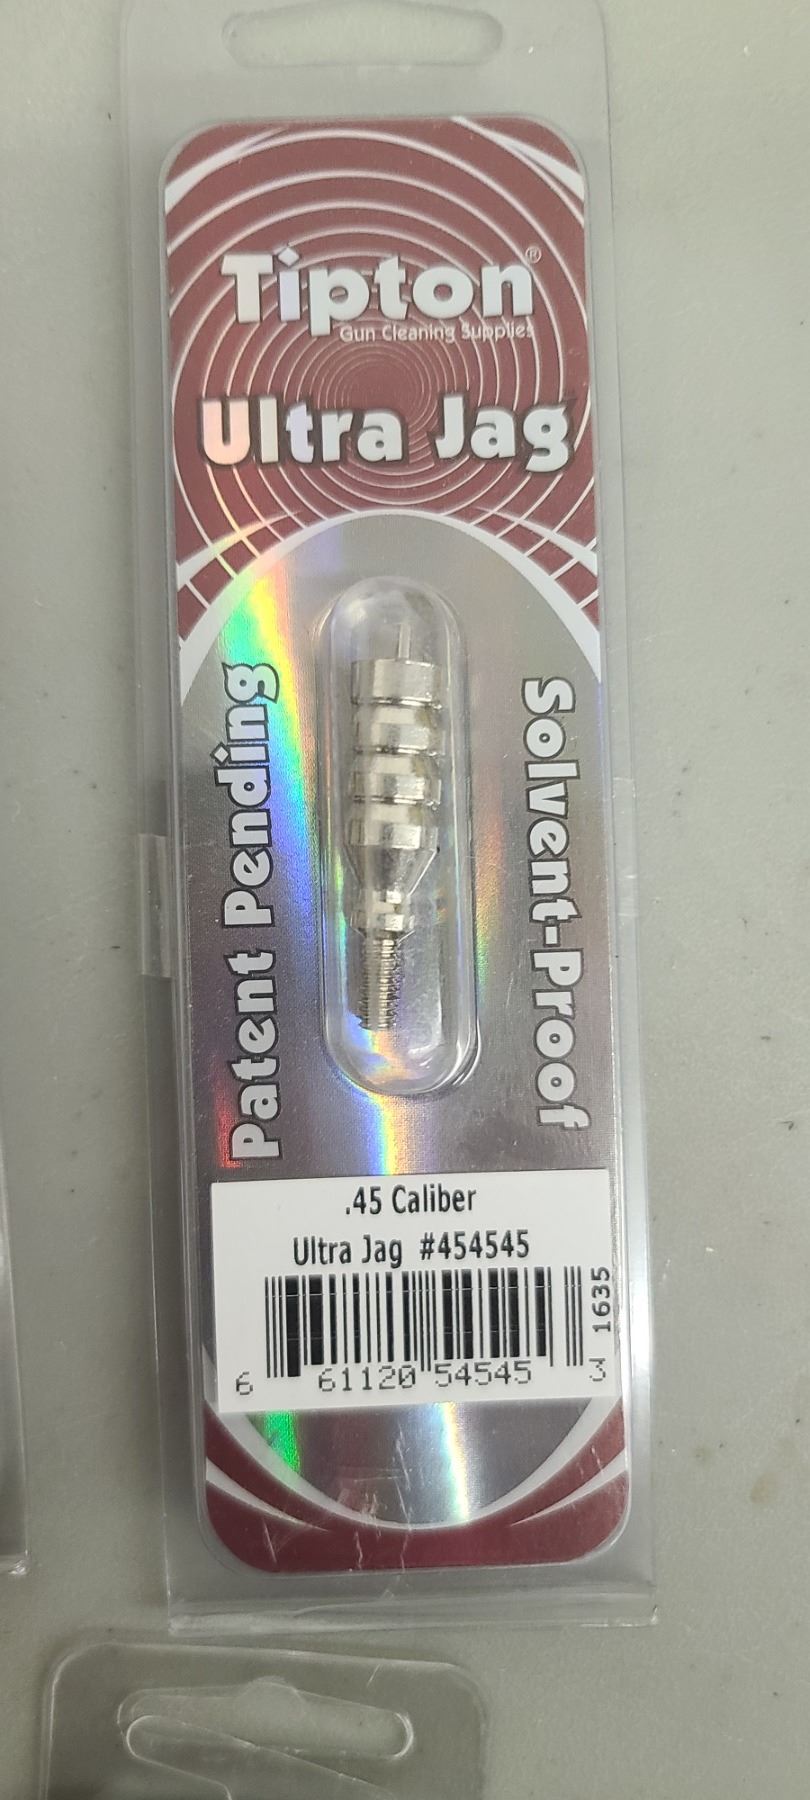 Tipton®
Gun Cleaning Supplies
Ultra Jag
Patent Pending
Solvent-Proof
.45 Caliber
Ultra Jag #454545
1635
6 61120 54545 3